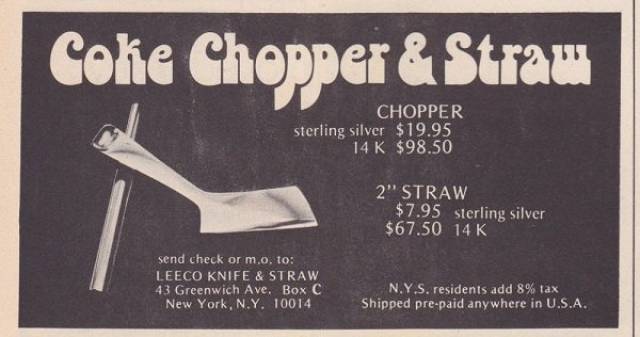 Coke Chopper & Straw
CHOPPER
sterling silver $19.95
14 K $98.50
2" STRAW
$7.95 sterling silver
$67.50 14 K
send check or m.o. to:
LEECO KNIFE & STRAW
43 Greenwich Ave. Box C
New York, N.Y. 10014
N.Y.S. residents add 8% tax
Shipped pre-paid anywhere in U.S.A.